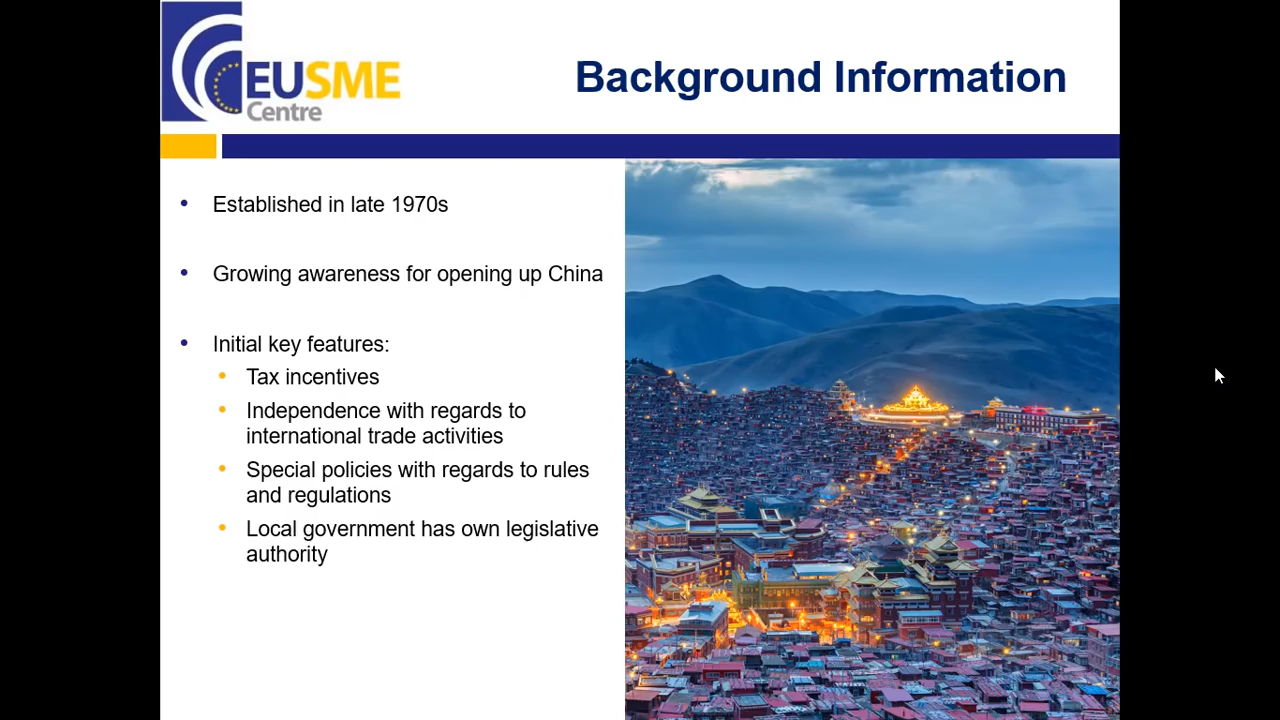 EUSME
Centre
Background Information
• Established in late 1970s
• Growing awareness for opening up China
• Initial key features:
• Tax incentives
• Independence with regards to
international trade activities
• Special policies with regards to rules
and regulations
• Local government has own legislative
authority